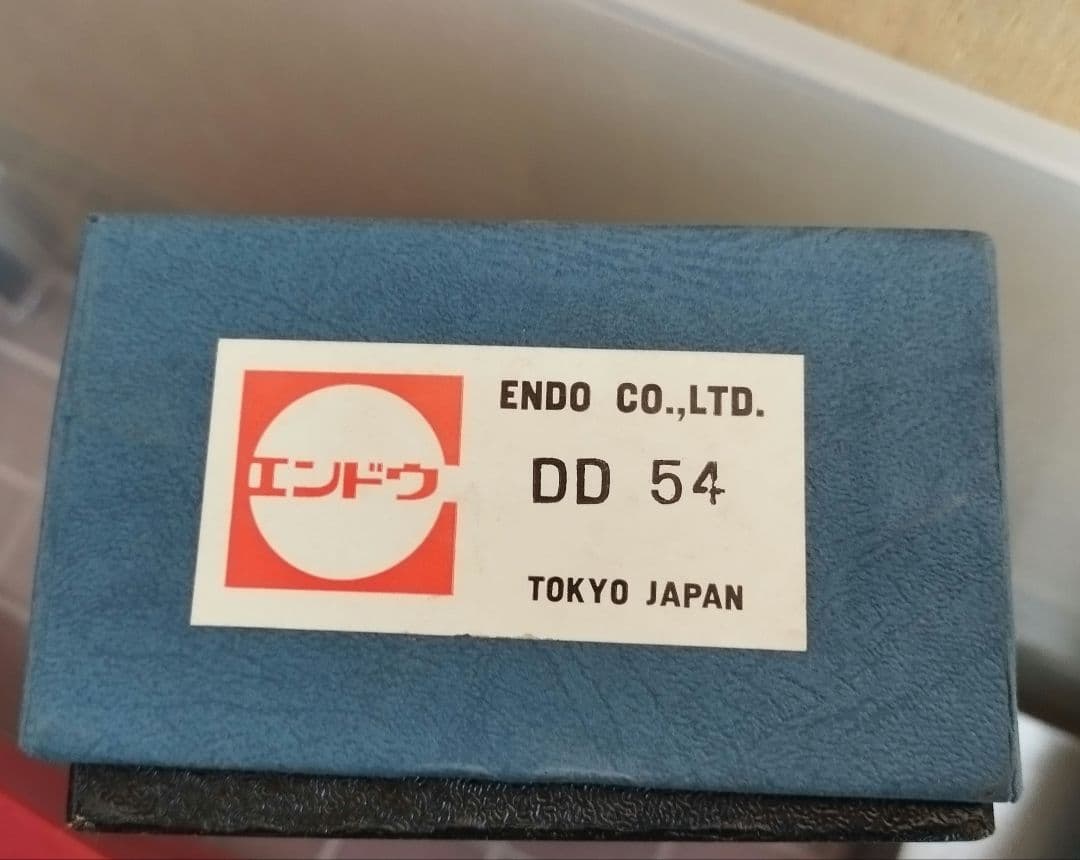 エンドウ
ENDO CO.,LTD.
DD 54
TOKYO JAPAN